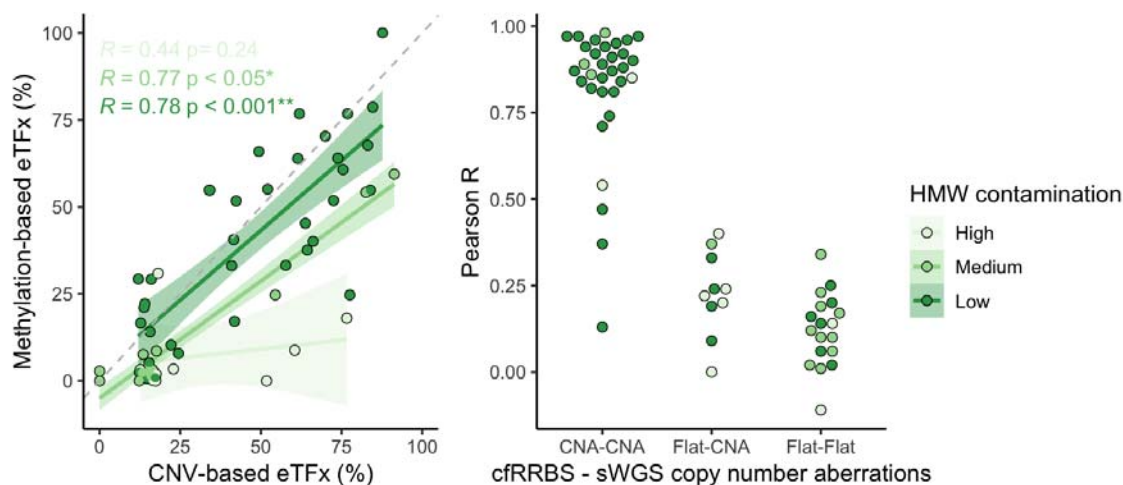 R = 0.44 p= 0.24
R = 0.77 p < 0.05*
R = 0.78 p < 0.001**
Methylation-based eTFx (%)
100
75
50
25
0
0
25
50
75
100
CNV-based eTFx (%)
Pearson R
1.00
0.75
0.50
0.25
0.00
CNA-CNA
Flat-CNA
Flat-Flat
cfRRBS - sWGS copy number aberrations
HMW contamination
High
Medium
Low